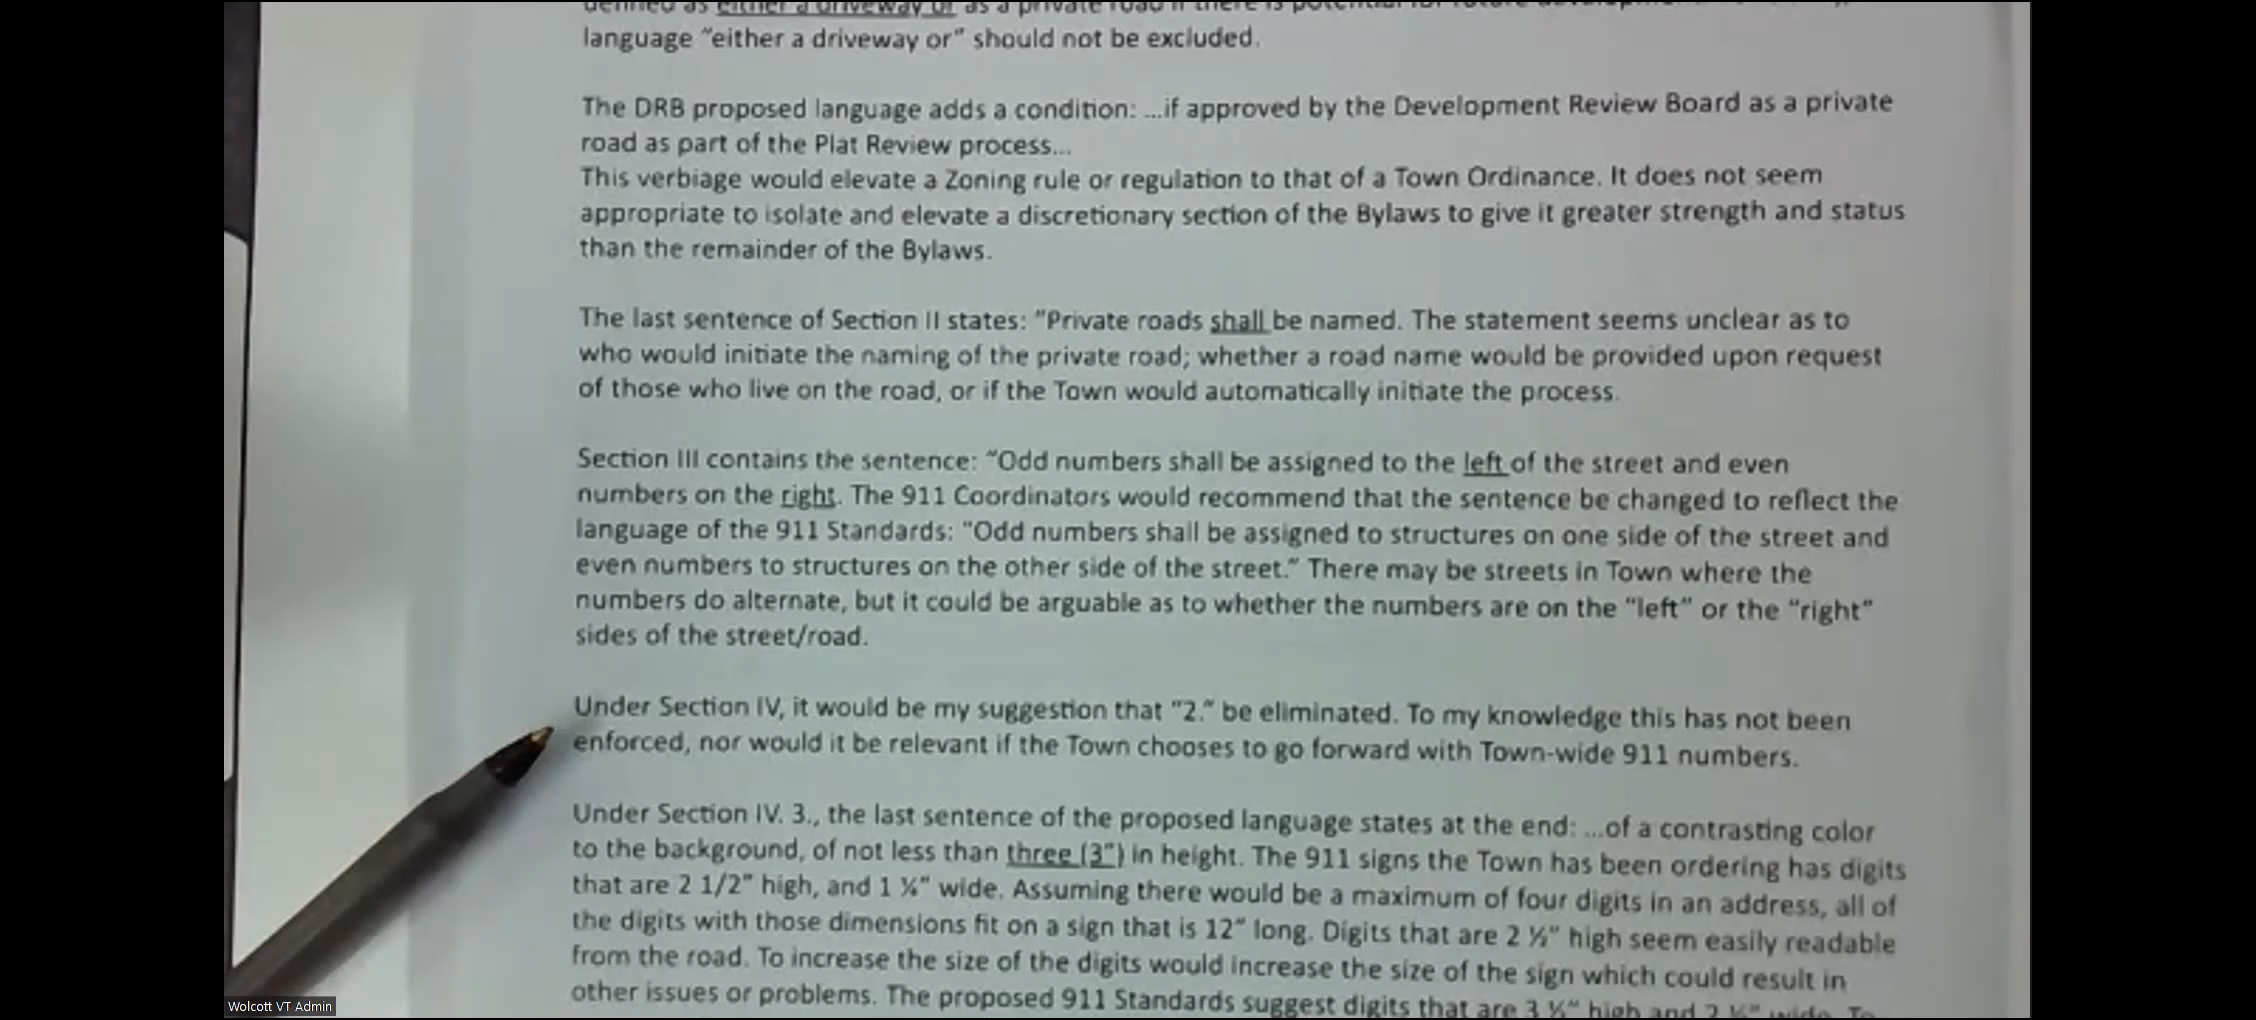 defined as either a driveway or as a private road if there is potential for future
language "either a driveway or" should not be excluded.
The DRB proposed language adds a condition: ...if approved by the Development Review Board as a private
road as part of the Plat Review process...
This verbiage would elevate a Zoning rule or regulation to that of a Town Ordinance. It does not seem
appropriate to isolate and elevate a discretionary section of the Bylaws to give it greater strength and status
than the remainder of the Bylaws.
The last sentence of Section II states: "Private roads shall be named. The statement seems unclear as to
who would initiate the naming of the private road; whether a road name would be provided upon request
of those who live on the road, or if the Town would automatically initiate the process.
Section III contains the sentence: "Odd numbers shall be assigned to the left of the street and even
numbers on the right. The 911 Coordinators would recommend that the sentence be changed to reflect the
language of the 911 Standards: "Odd numbers shall be assigned to structures on one side of the street and
even numbers to structures on the other side of the street." There may be streets in Town where the
numbers do alternate, but it could be arguable as to whether the numbers are on the "left" or the "right"
sides of the street/road.
Under Section IV, it would be my suggestion that "2." be eliminated. To my knowledge this has not been
enforced, nor would it be relevant if the Town chooses to go forward with Town-wide 911 numbers.
Under Section IV. 3., the last sentence of the proposed language states at the end: ...of a contrasting color
to the background, of not less than three (3") in height. The 911 signs the Town has been ordering has digits
that are 2 1/2" high, and 1 ¼" wide. Assuming there would be a maximum of four digits in an address, all of
the digits with those dimensions fit on a sign that is 12" long. Digits that are 2 ½" high seem easily readable
from the road. To increase the size of the digits would increase the size of the sign which could result in
other issues or problems. The proposed 911 Standards suggest digits that are 3 ½" high and 2 ½" wide. To
Wolcott VT Admin